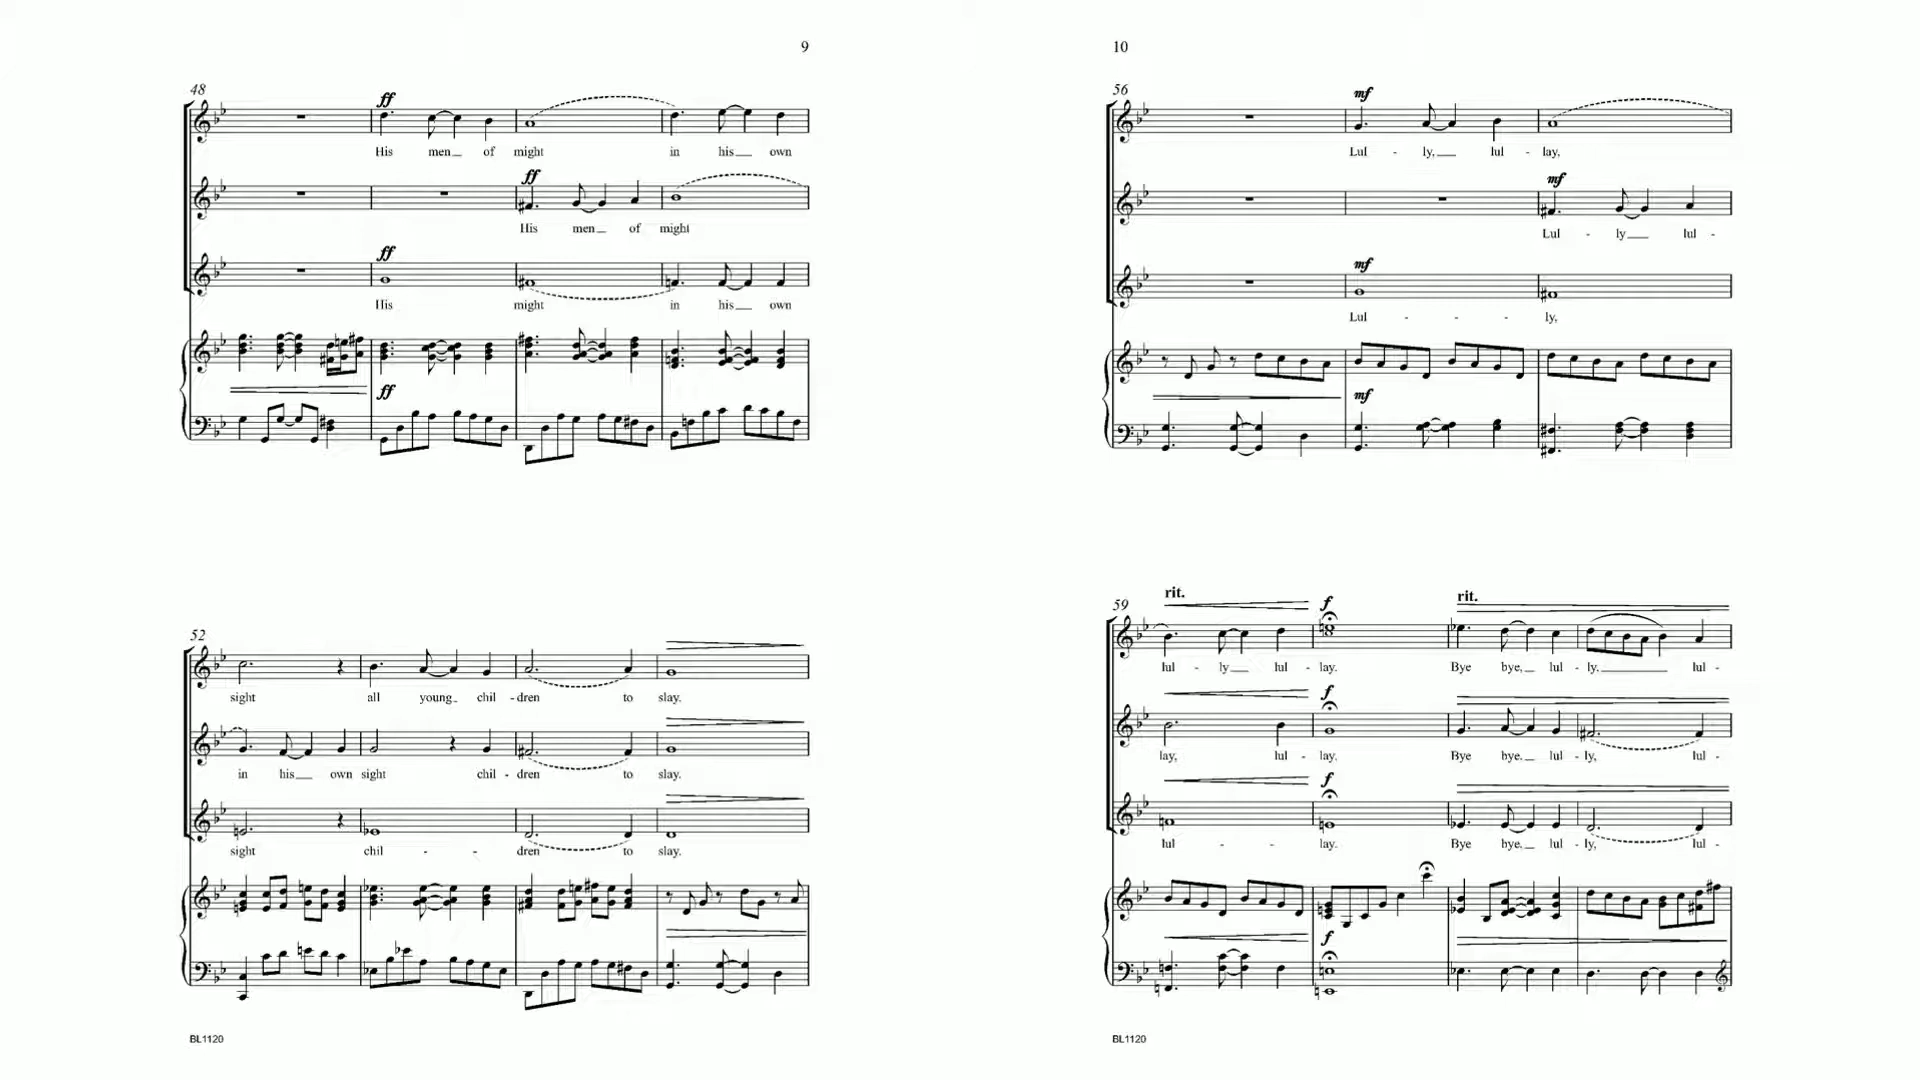 9
48
ff
His men of might in his own
ff
His men of might
ff
His might in his own
ff
52
sight all young chil - dren to slay.
in his own sight chil - dren to slay.
sight chil - - - dren to slay.
BL1120
10
56
mf
Lul - ly, lul - lay,
mf
Lul - ly lul -
mf
Lul - - - ly,
mf
59
rit. f rit.
lul - ly lul - lay. Bye bye, lul - ly, lul -
f
lay, lul - lay. Bye bye. lul - ly, lul -
f
lul - - - lay. Bye bye. lul - ly, lul -
f
BL1120